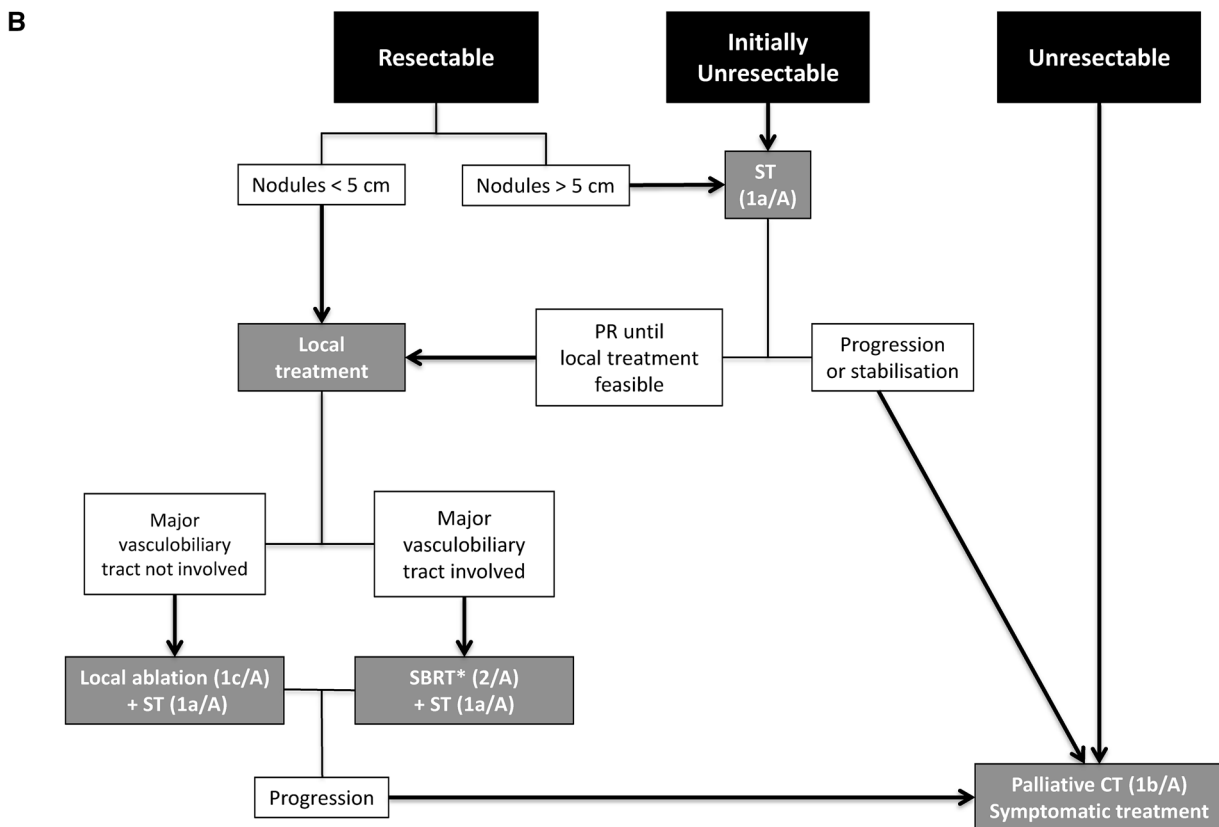 B
Resectable
Initially
Unresectable
Unresectable
Nodules < 5 cm
Nodules > 5 cm
ST
(1a/A)
Local
treatment
PR until
local treatment
feasible
Progression
or stabilisation
Major
vasculobiliary
tract not involved
Major
vasculobiliary
tract involved
Local ablation (1c/A)
+ ST (1a/A)
SBRT* (2/A)
+ ST (1a/A)
Progression
Palliative CT (1b/A)
Symptomatic treatment